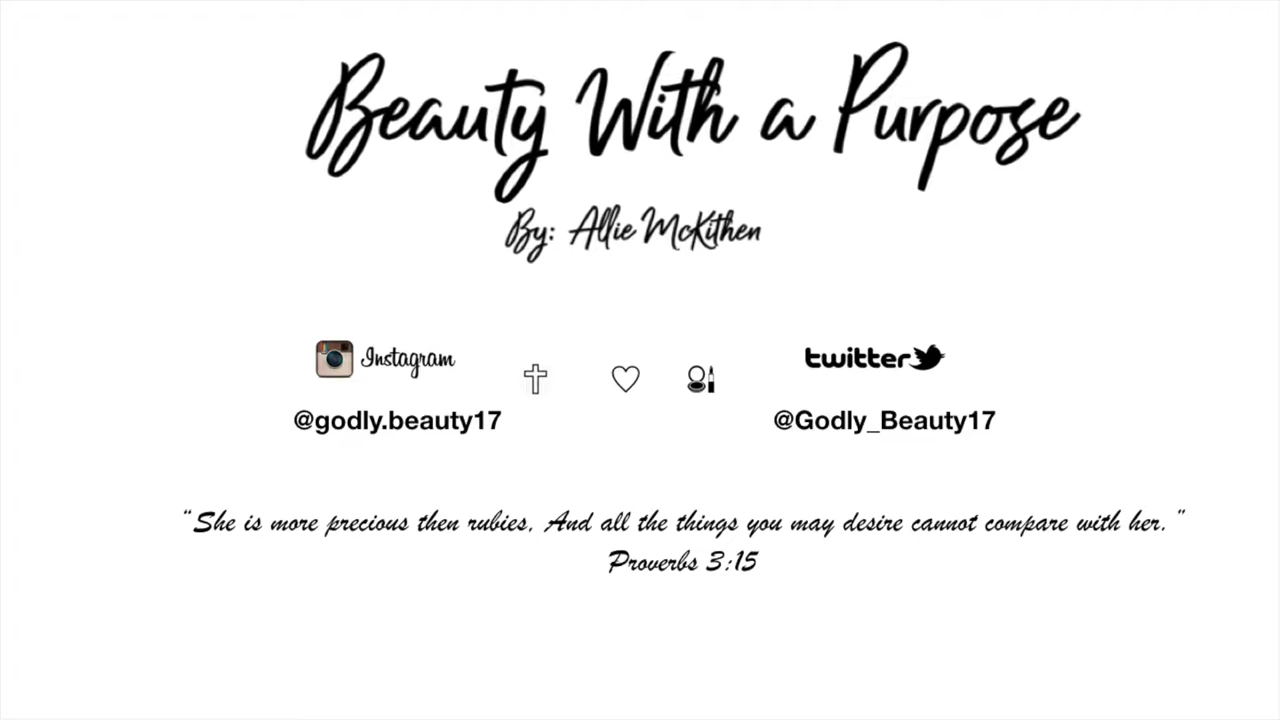 Beauty With a Purpose
By: Allie McKithen
Instagram
twitter
@godly.beauty17
@Godly_Beauty17
“She is more precious then rubies, And all the things you may desire cannot compare with her.”
Proverbs 3:15